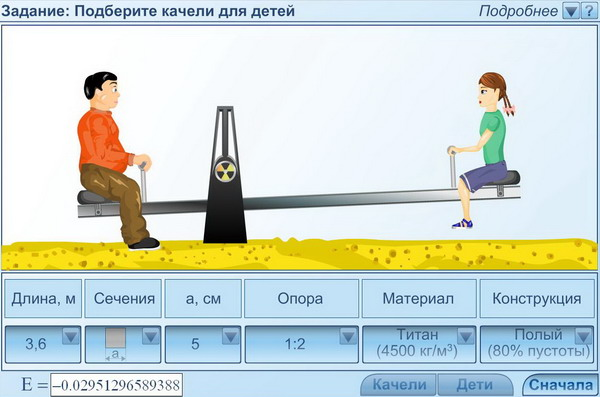 Задание: Подберите качели для детей
Подробнее ?
Длина, м Сечения а, см Опора Материал Конструкция
3,6 а 5 1:2 Титан (4500 кг/м³) Полый (80% пустоты)
E = −0.02951296589388
Качели Дети Сначала